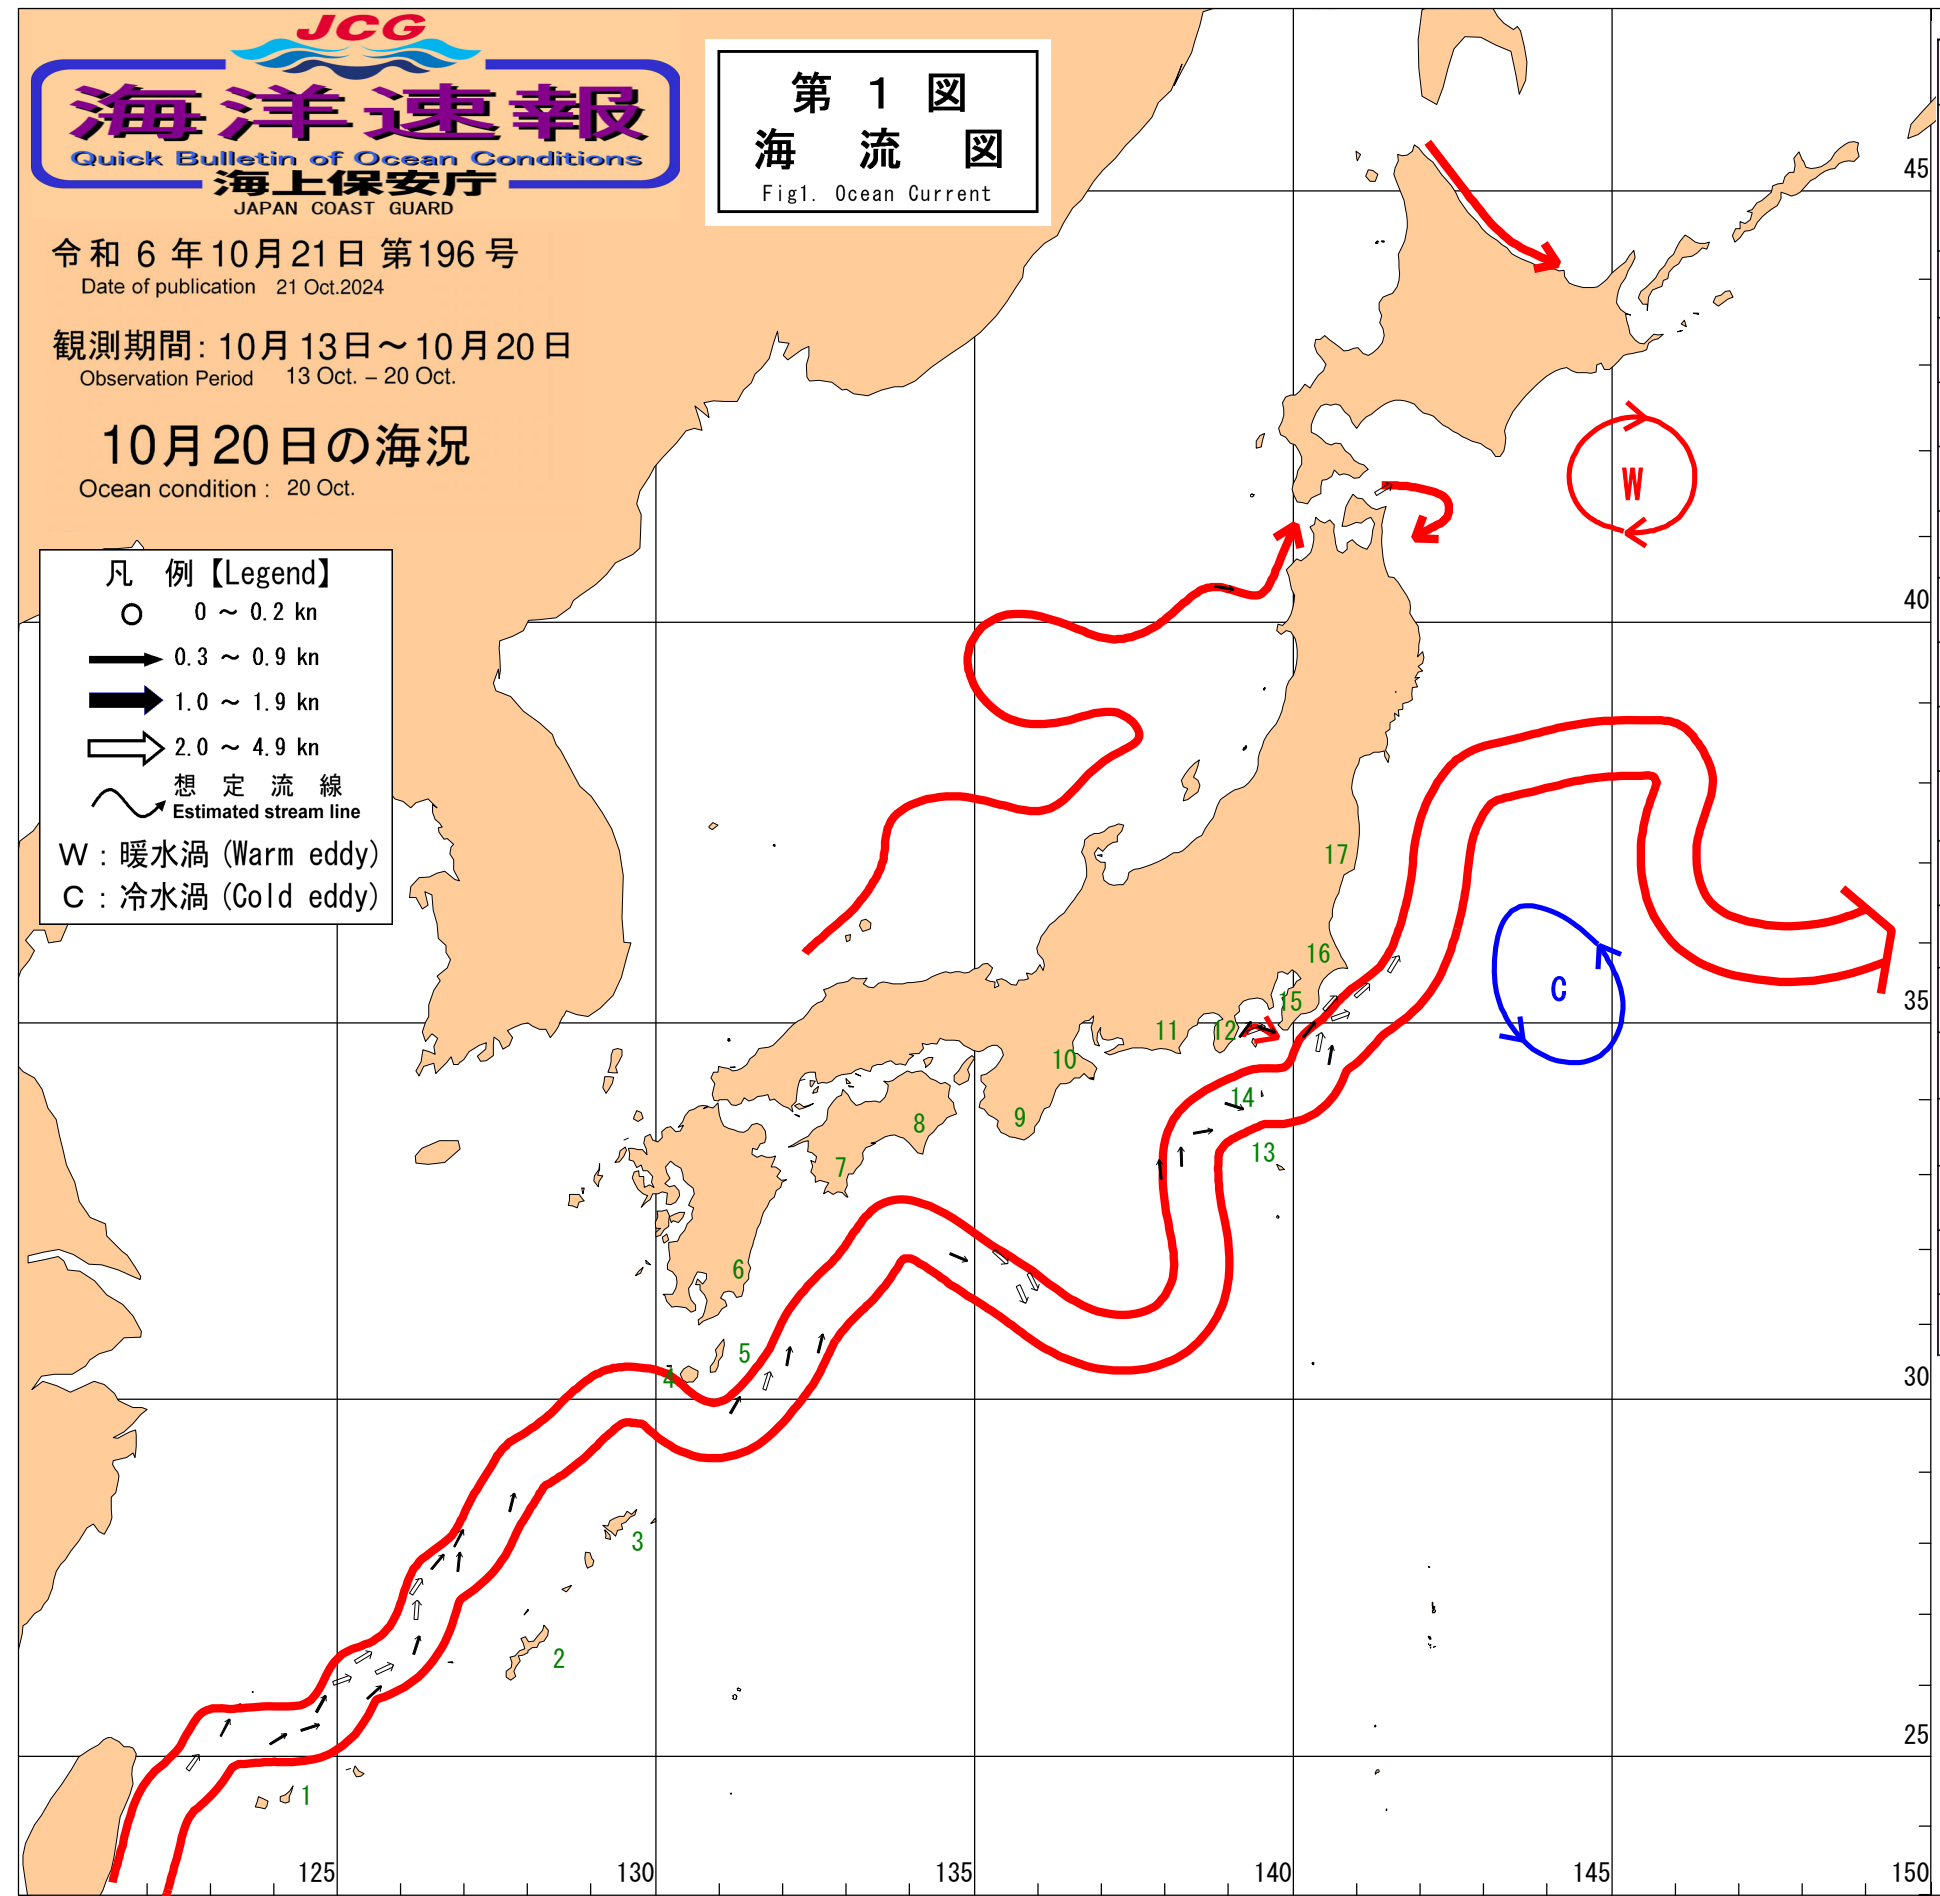 JCG
海洋速報
Quick Bulletin of Ocean Conditions
海上保安庁
JAPAN COAST GUARD
令和 6 年10月21日 第196号
Date of publication 21 Oct.2024
観測期間: 10月13日～10月20日
Observation Period 13 Oct. – 20 Oct.
10月20日の海況
Ocean condition : 20 Oct.
第 1 図
海 流 図
Fig1. Ocean Current
凡 例【Legend】
0 ～ 0.2 kn
0.3 ～ 0.9 kn
1.0 ～ 1.9 kn
2.0 ～ 4.9 kn
想 定 流 線
Estimated stream line
W : 暖水渦 (Warm eddy)
C : 冷水渦 (Cold eddy)
45
W
40
17
16
C
15
35
12
11
10
14
9
8
13
7
6
5
4
30
3
2
25
1
125
130
135
140
145
150